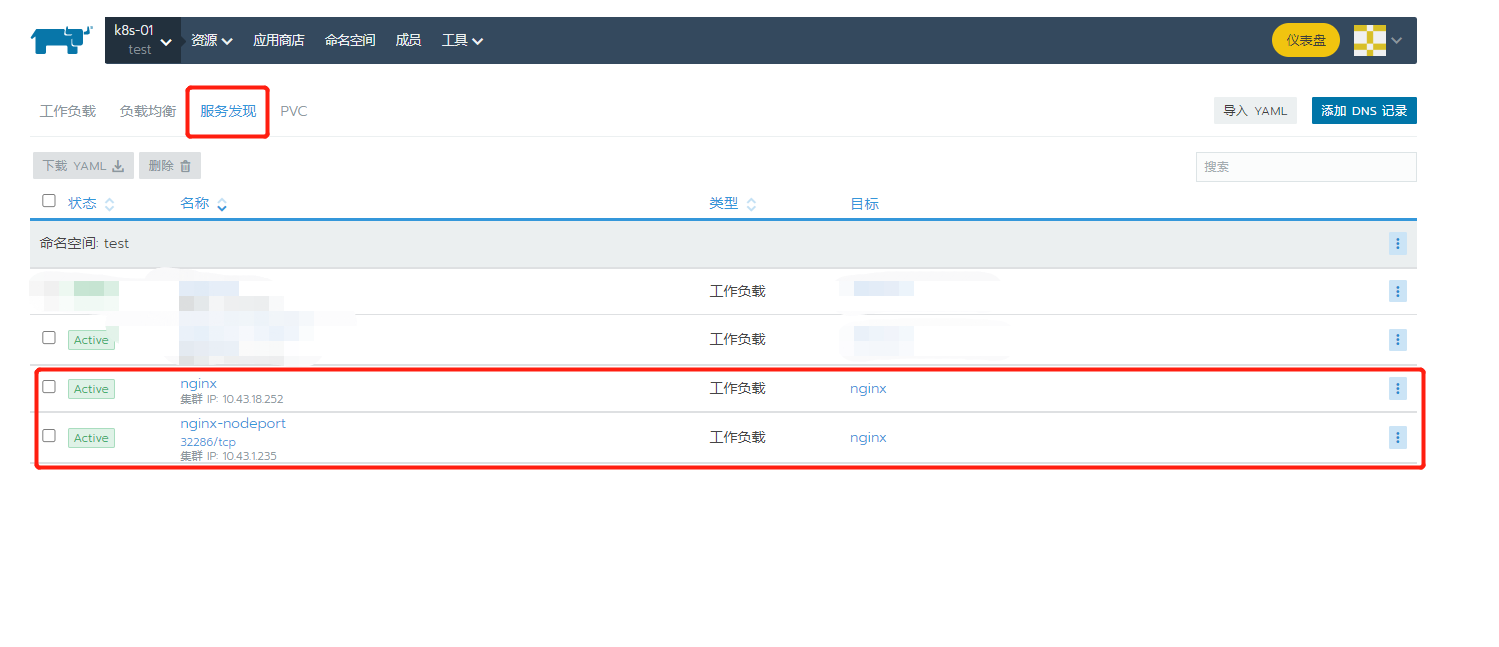 k8s-01
test
资源 应用商店 命名空间 成员 工具 仪表盘
工作负载 负载均衡 服务发现 PVC 导入 YAML 添加 DNS 记录
下载 YAML 删除 搜索
状态 名称 类型 目标
命名空间: test
工作负载
Active 工作负载
Active nginx 工作负载 nginx
集群 IP: 10.43.18.252
nginx-nodeport
Active 32286/tcp 工作负载 nginx
集群 IP: 10.43.1.235